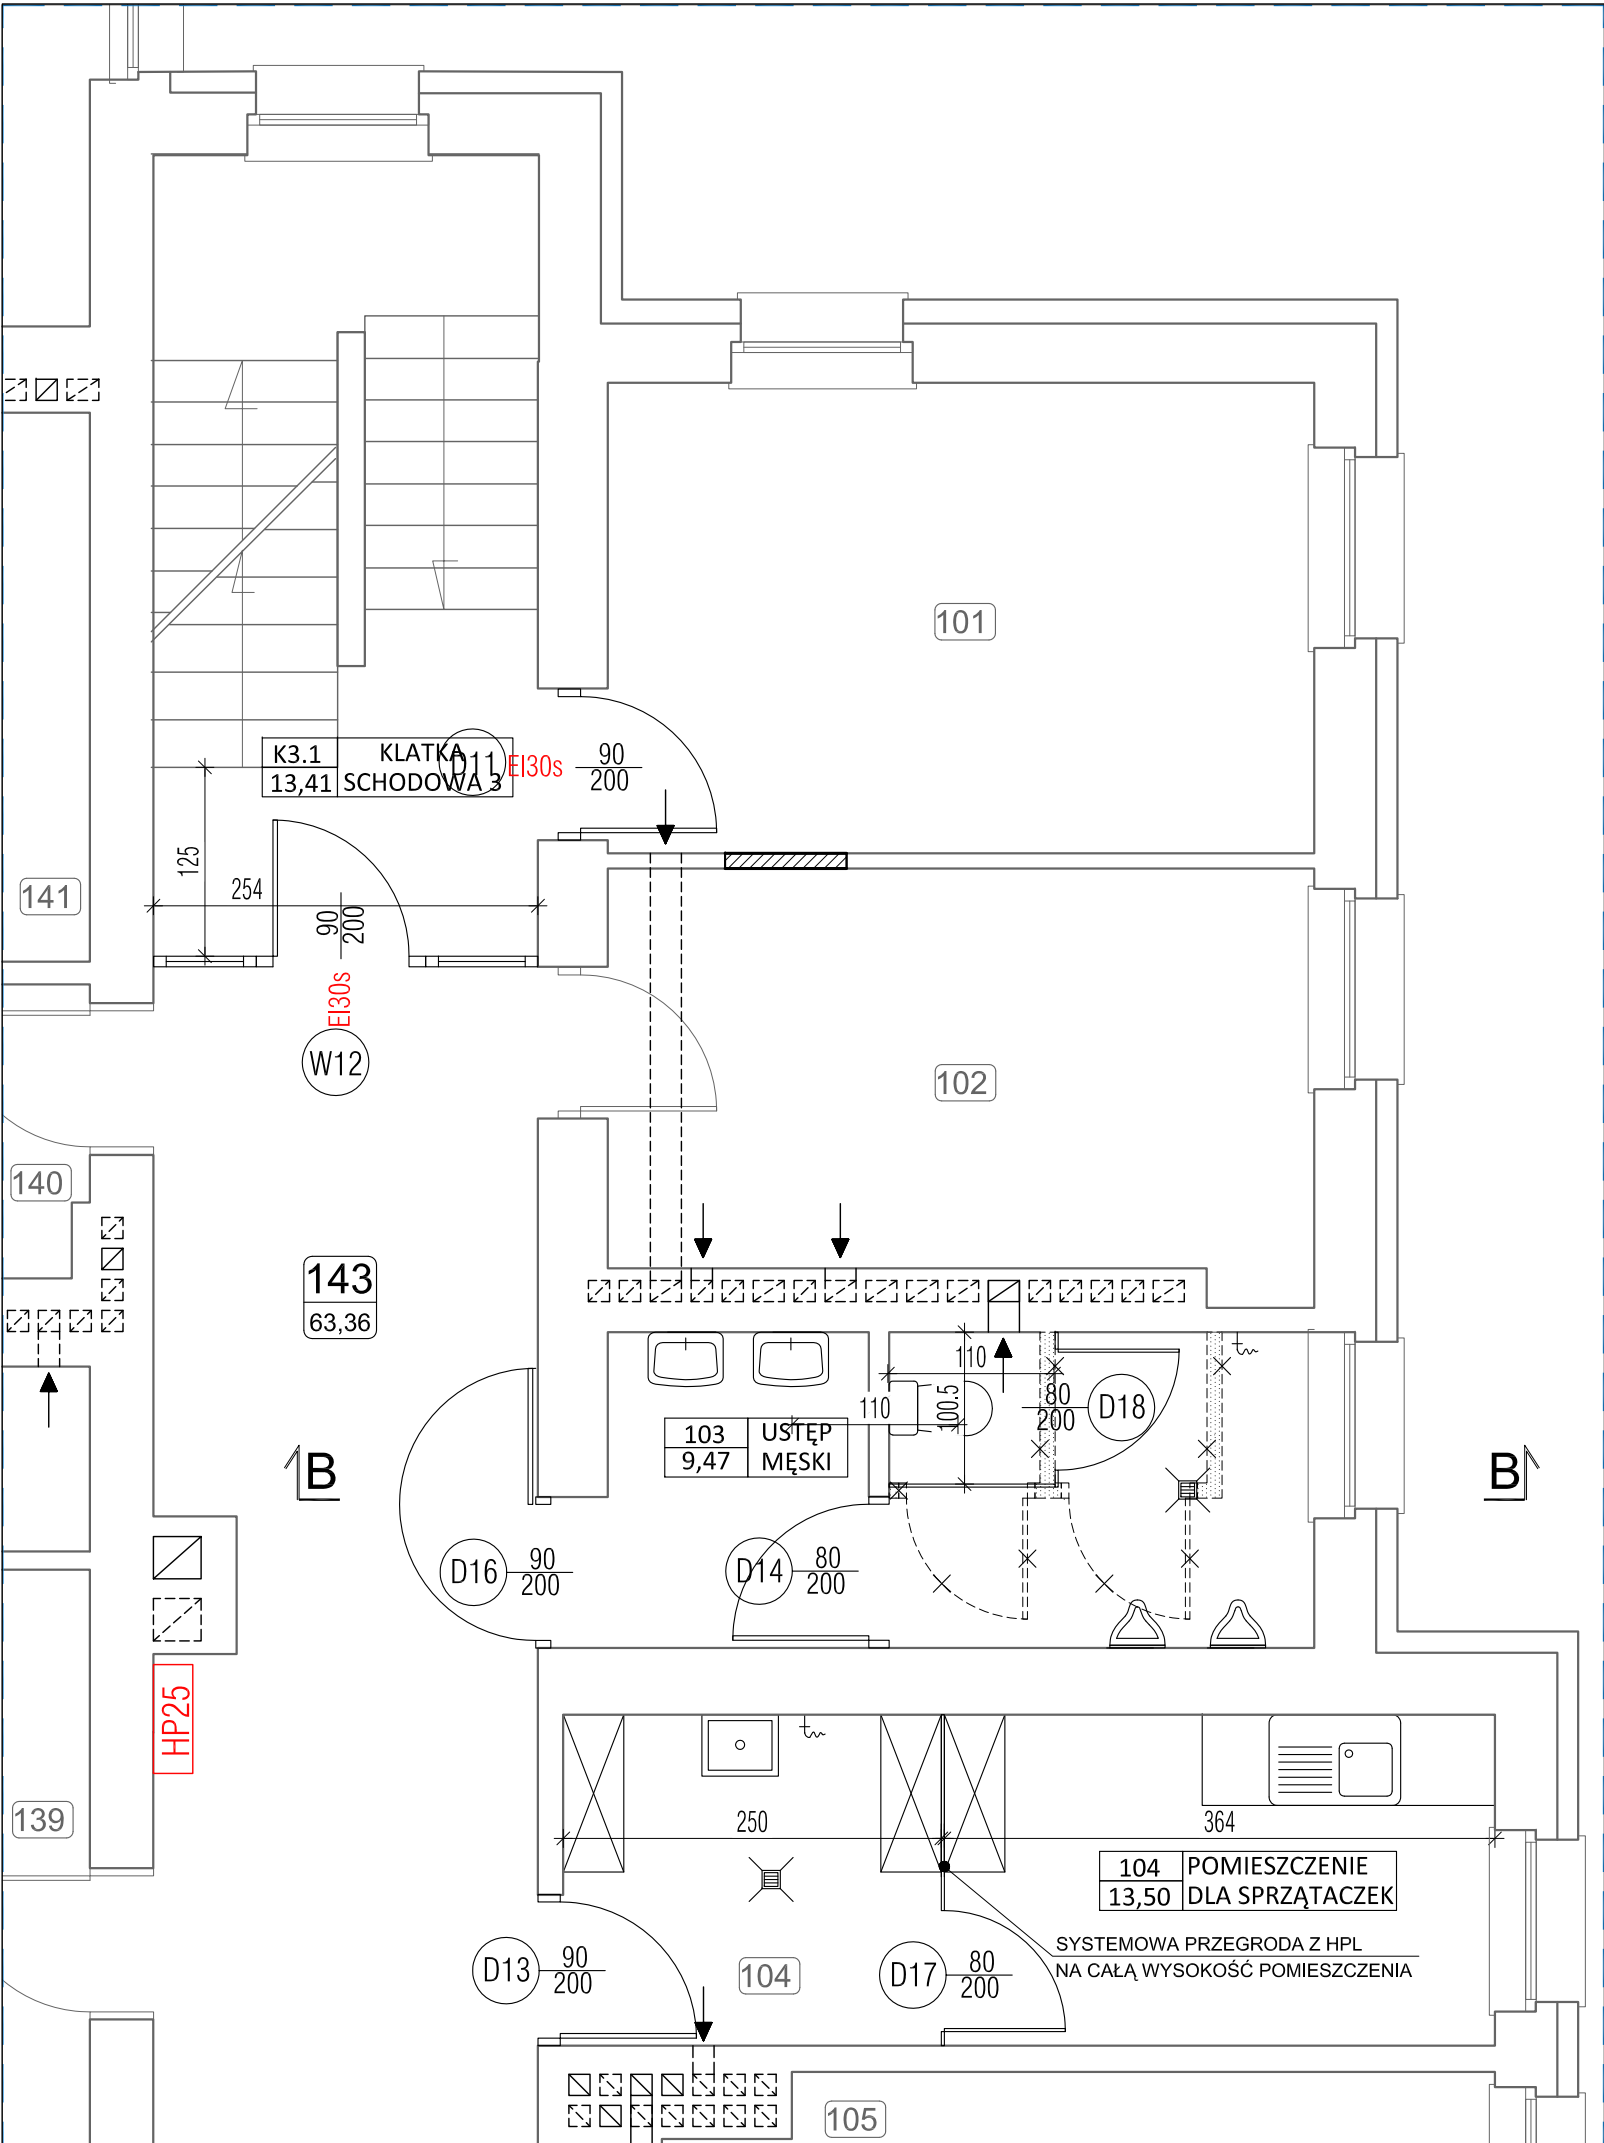 101
K3.1
KLATKA
13,41
SCHODOWA 3
D11
EI30s
90
200
125
254
90
200
EI30s
W12
141
102
140
143
63,36
110
100.5
110
80
200
D18
103
USTĘP
9,47
MĘSKI
B
B
D16
90
200
D14
80
200
HP25
139
250
364
104
POMIESZCZENIE
13,50
DLA SPRZĄTACZEK
SYSTEMOWA PRZEGRODA Z HPL
NA CAŁĄ WYSOKOŚĆ POMIESZCZENIA
D13
90
200
104
D17
80
200
105